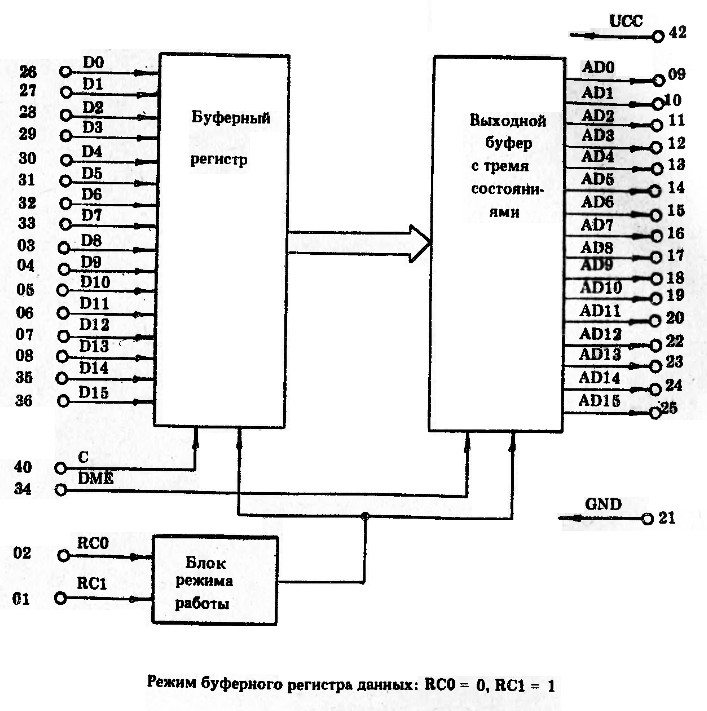 UCC
42
26 D0
27 D1
28 D2
29 D3
30 D4
31 D5
32 D6
33 D7
03 D8
04 D9
05 D10
06 D11
07 D12
08 D13
35 D14
36 D15
Буферный
регистр
Выходной
буфер
с тремя
состояни-
ями
AD0 09
AD1 10
AD2 11
AD3 12
AD4 13
AD5 14
AD6 15
AD7 16
AD8 17
AD9 18
AD10 19
AD11 20
AD12 22
AD13 23
AD14 24
AD15 25
40 C
34 DME
GND
21
02 RC0
01 RC1
Блок
режима
работы
Режим буферного регистра данных: RC0 = 0, RC1 = 1